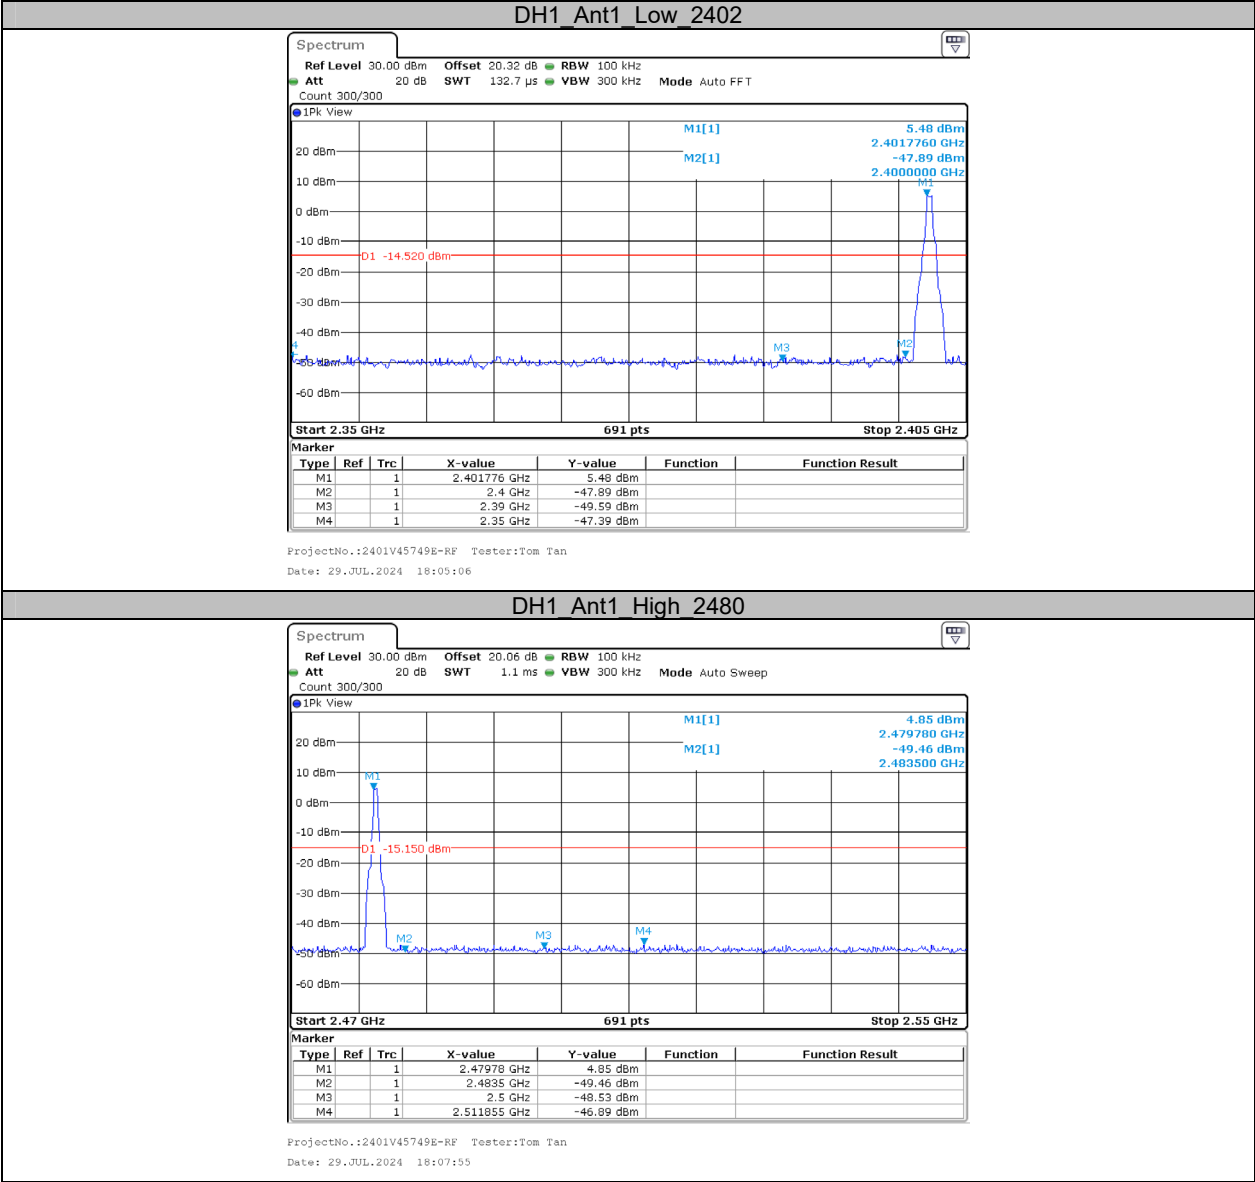 DH1_Ant1_Low_2402
Spectrum
Ref Level 30.00 dBm Offset 20.32 dB RBW 100 kHz
Att 20 dB SWT 132.7 µs VBW 300 kHz Mode Auto FFT
Count 300/300
1Pk View
M1[1] 5.48 dBm
2.4017760 GHz
20 dBm
M2[1] -47.89 dBm
2.4000000 GHz
10 dBm
M1
0 dBm
-10 dBm
D1 -14.520 dBm
-20 dBm
-30 dBm
-40 dBm
4
M3
M2
-50 dBm
-60 dBm
Start 2.35 GHz 691 pts Stop 2.405 GHz
Marker
Type Ref Trc X-value Y-value Function Function Result
M1 1 2.401776 GHz 5.48 dBm
M2 1 2.4 GHz -47.89 dBm
M3 1 2.39 GHz -49.59 dBm
M4 1 2.35 GHz -47.39 dBm
ProjectNo.:2401V45749E-RF Tester:Tom Tan
Date: 29.JUL.2024 18:05:06
DH1_Ant1_High_2480
Spectrum
Ref Level 30.00 dBm Offset 20.06 dB RBW 100 kHz
Att 20 dB SWT 1.1 ms VBW 300 kHz Mode Auto Sweep
Count 300/300
1Pk View
M1[1] 4.85 dBm
2.479780 GHz
20 dBm
M2[1] -49.46 dBm
2.483500 GHz
10 dBm
M1
0 dBm
-10 dBm
D1 -15.150 dBm
-20 dBm
-30 dBm
-40 dBm
M2
M3
M4
-50 dBm
-60 dBm
Start 2.47 GHz 691 pts Stop 2.55 GHz
Marker
Type Ref Trc X-value Y-value Function Function Result
M1 1 2.47978 GHz 4.85 dBm
M2 1 2.4835 GHz -49.46 dBm
M3 1 2.5 GHz -48.53 dBm
M4 1 2.511855 GHz -46.89 dBm
ProjectNo.:2401V45749E-RF Tester:Tom Tan
Date: 29.JUL.2024 18:07:55